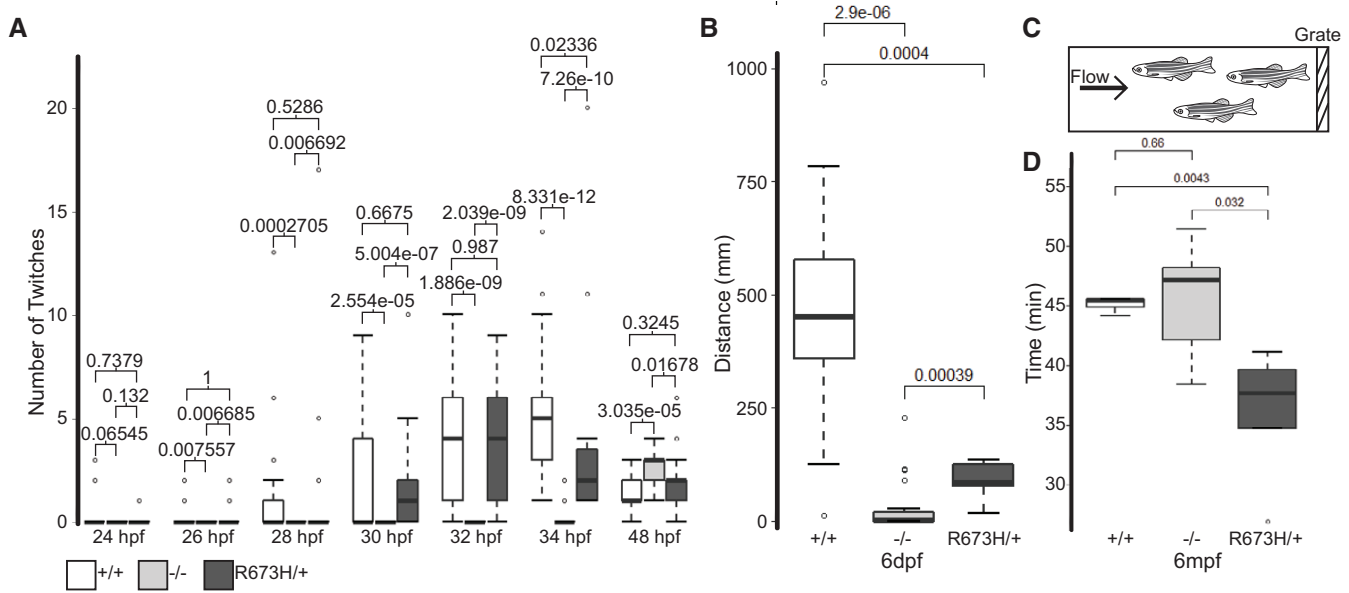 A
Number of Twitches
20
15
10
5
0
0.7379
0.132
0.06545
1
0.006685
0.007557
0.5286
0.006692
0.0002705
0.6675
5.004e-07
2.554e-05
2.039e-09
0.987
1.886e-09
0.02336
7.26e-10
8.331e-12
0.3245
0.01678
3.035e-05
24 hpf 26 hpf 28 hpf 30 hpf 32 hpf 34 hpf 48 hpf
+/+ -/- R673H/+
B
2.9e-06
0.0004
0.00039
Distance (mm)
1000
750
500
250
0
+/+ -/- R673H/+
6dpf
C
Grate
Flow
D
0.66
0.0043
0.032
Time (min)
55
50
45
40
35
30
+/+ -/- R673H/+
6mpf